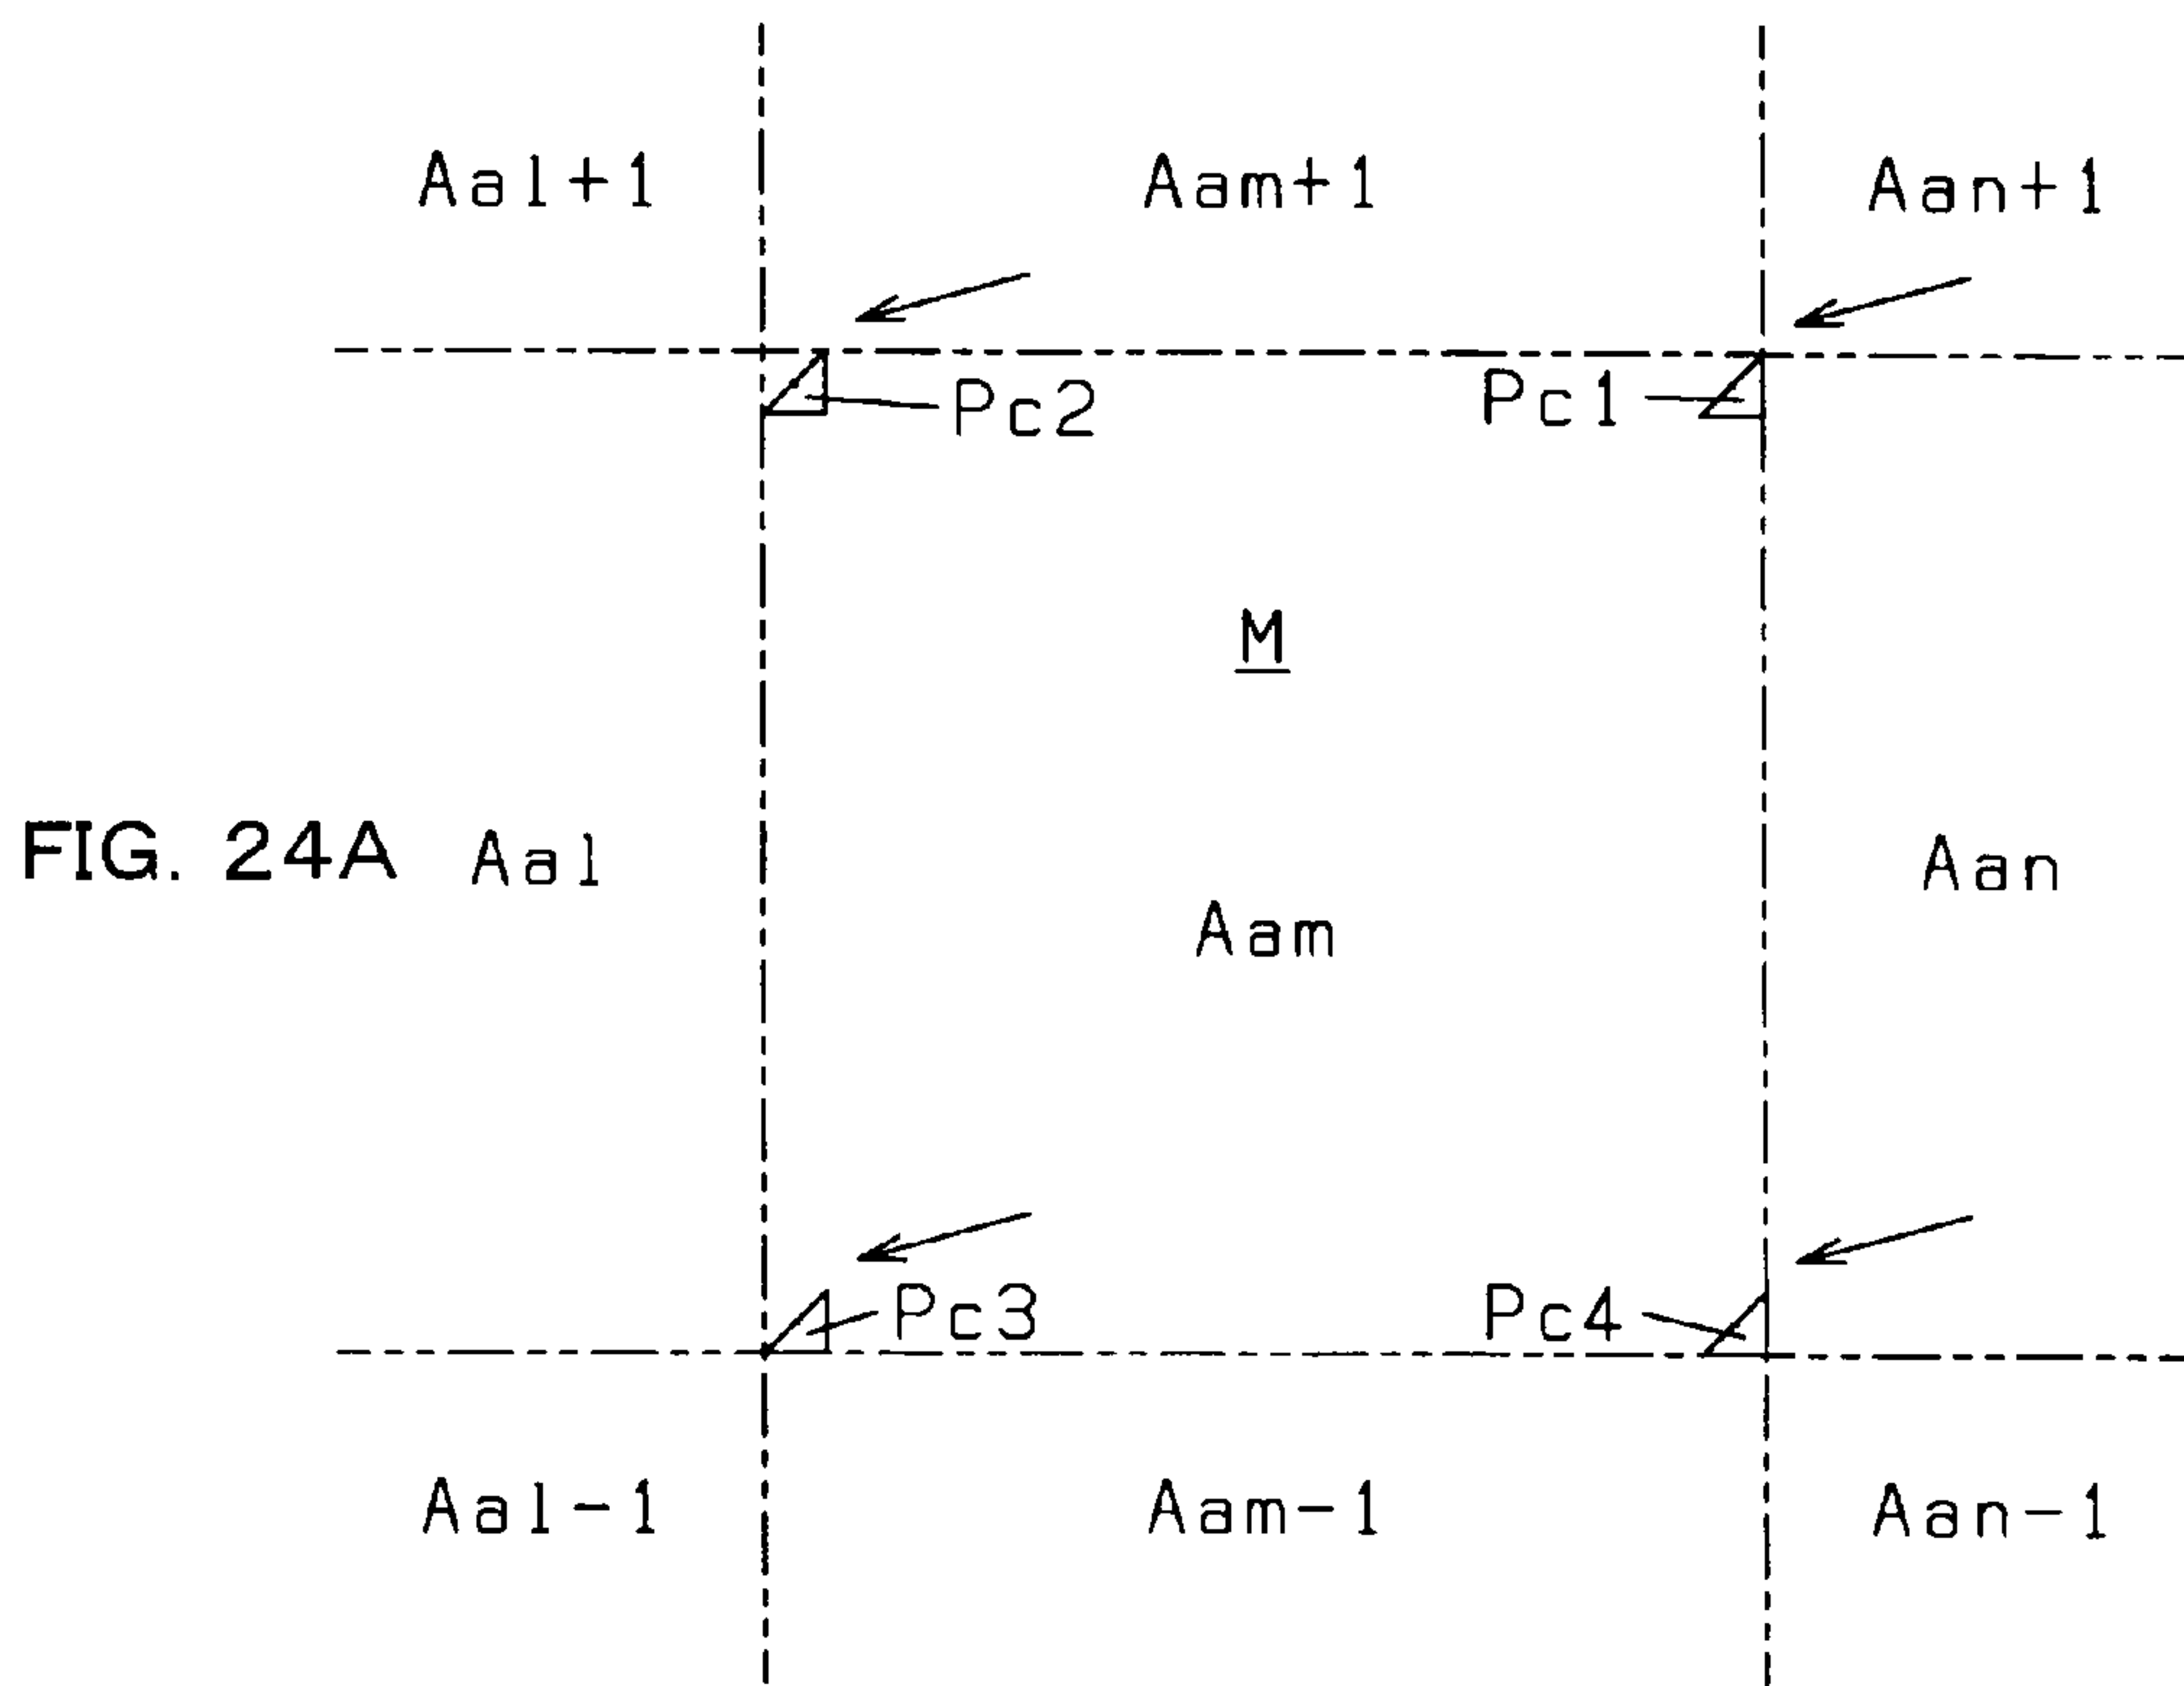 Aal+1 Aam+1 Aan+1
Pc2 Pc1
M
FIG. 24A Aal Aan
Aam
Pc3 Pc4
Aal-1 Aam-1 Aan-1